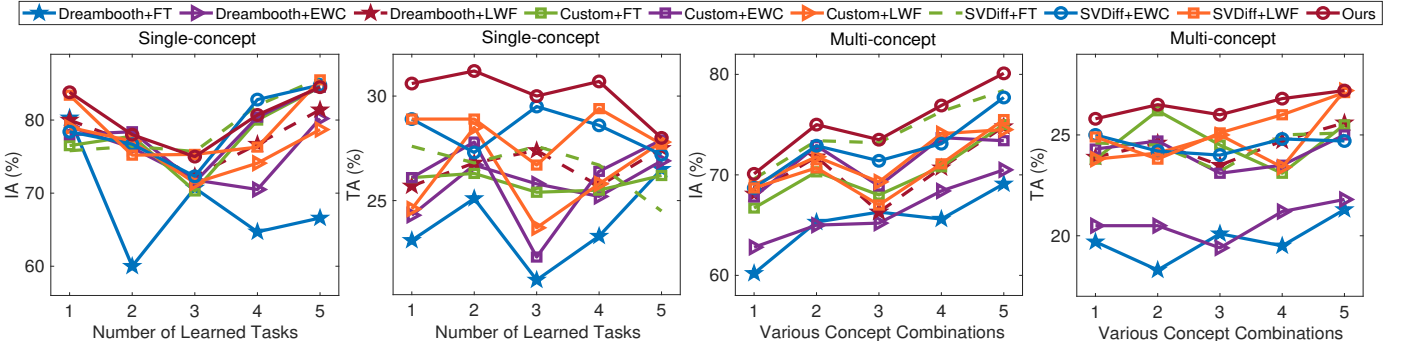 Dreambooth+FT Dreambooth+EWC Dreambooth+LWF Custom+FT Custom+EWC Custom+LWF SVDiff+FT SVDiff+EWC SVDiff+LWF Ours
Single-concept
IA (%)
80
70
60
1 2 3 4 5
Number of Learned Tasks
Single-concept
TA (%)
30
25
1 2 3 4 5
Number of Learned Tasks
Multi-concept
IA (%)
80
70
60
1 2 3 4 5
Various Concept Combinations
Multi-concept
TA (%)
25
20
1 2 3 4 5
Various Concept Combinations